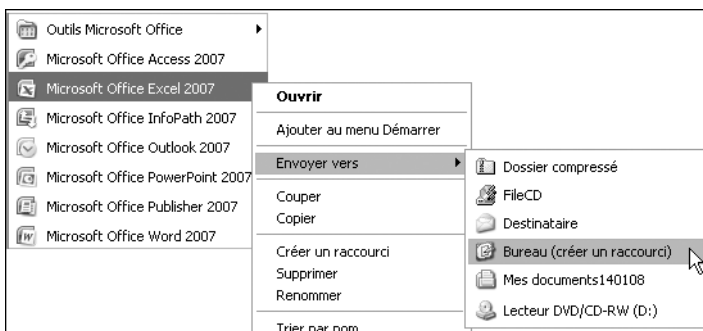 Outils Microsoft Office
Microsoft Office Access 2007
Microsoft Office Excel 2007
Microsoft Office InfoPath 2007
Microsoft Office Outlook 2007
Microsoft Office PowerPoint 2007
Microsoft Office Publisher 2007
Microsoft Office Word 2007
Ouvrir
Ajouter au menu Démarrer
Envoyer vers
Couper
Copier
Créer un raccourci
Supprimer
Renommer
Trier par nom
Dossier compressé
FileCD
Destinataire
Bureau (créer un raccourci)
Mes documents140108
Lecteur DVD/CD-RW (D:)